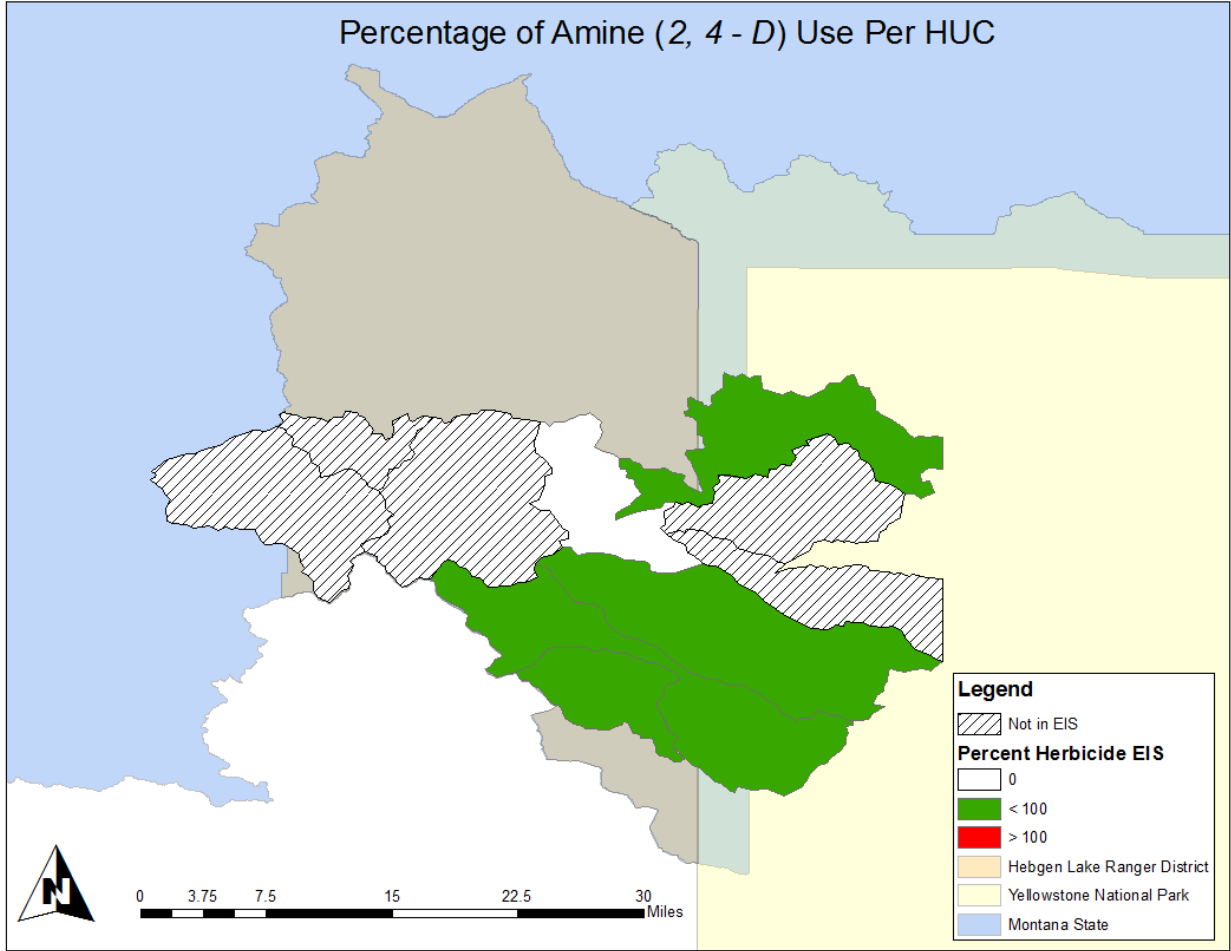 Percentage of Amine (2, 4 - D) Use Per HUC
Legend
Not in EIS
Percent Herbicide EIS
0
< 100
> 100
Hebgen Lake Ranger District
Yellowstone National Park
Montana State
N
0 3.75 7.5 15 22.5 30
Miles